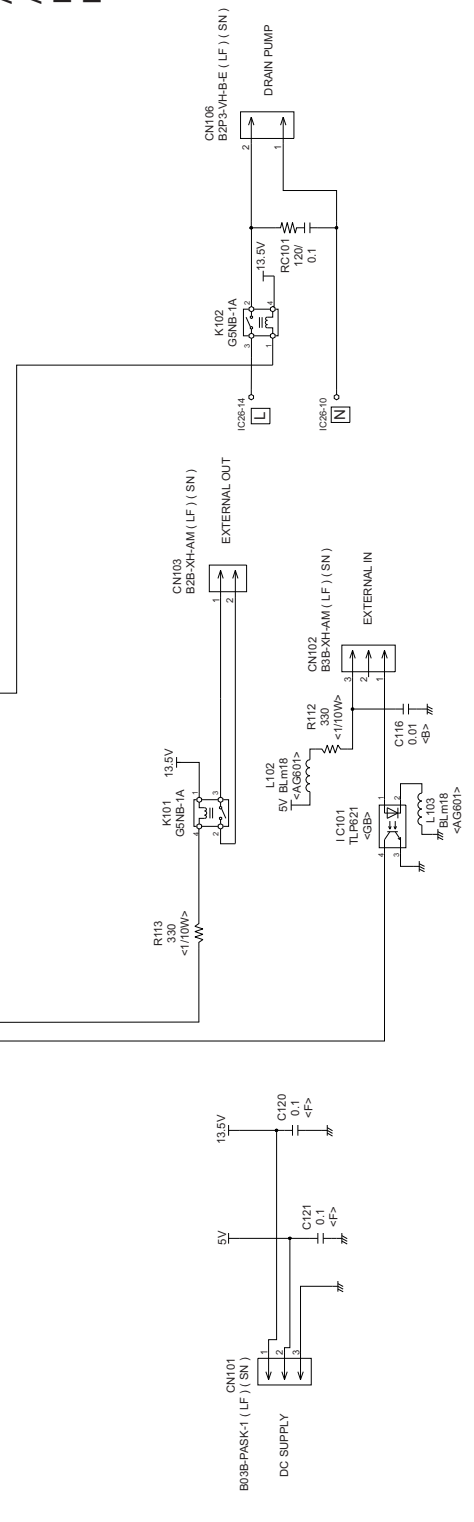 CN106
B2P3-VH-B-E ( LF ) ( SN )
DRAIN PUMP
2
1
RC101
120/
0.1
13.5V
K102
G5NB-1A
2
4
3
1
IC26-14
L
IC26-10
N
CN103
B2B-XH-AM ( LF ) ( SN )
EXTERNAL OUT
1
2
13.5V
K101
G5NB-1A
1
3
4
2
R113
330
<1/10W>
CN102
B3B-XH-AM ( LF ) ( SN )
EXTERNAL IN
3
2
1
R112
330
<1/10W>
L102
BLm18
<AG601>
5V
C116
0.01
<B>
I C101
TLP621
<GB>
1
2
4
3
L103
BLm18
<AG601>
13.5V
C120
0.1
<F>
5V
C121
0.1
<F>
CN101
B03B-PASK-1 ( LF ) ( SN )
DC SUPPLY
1
2
3